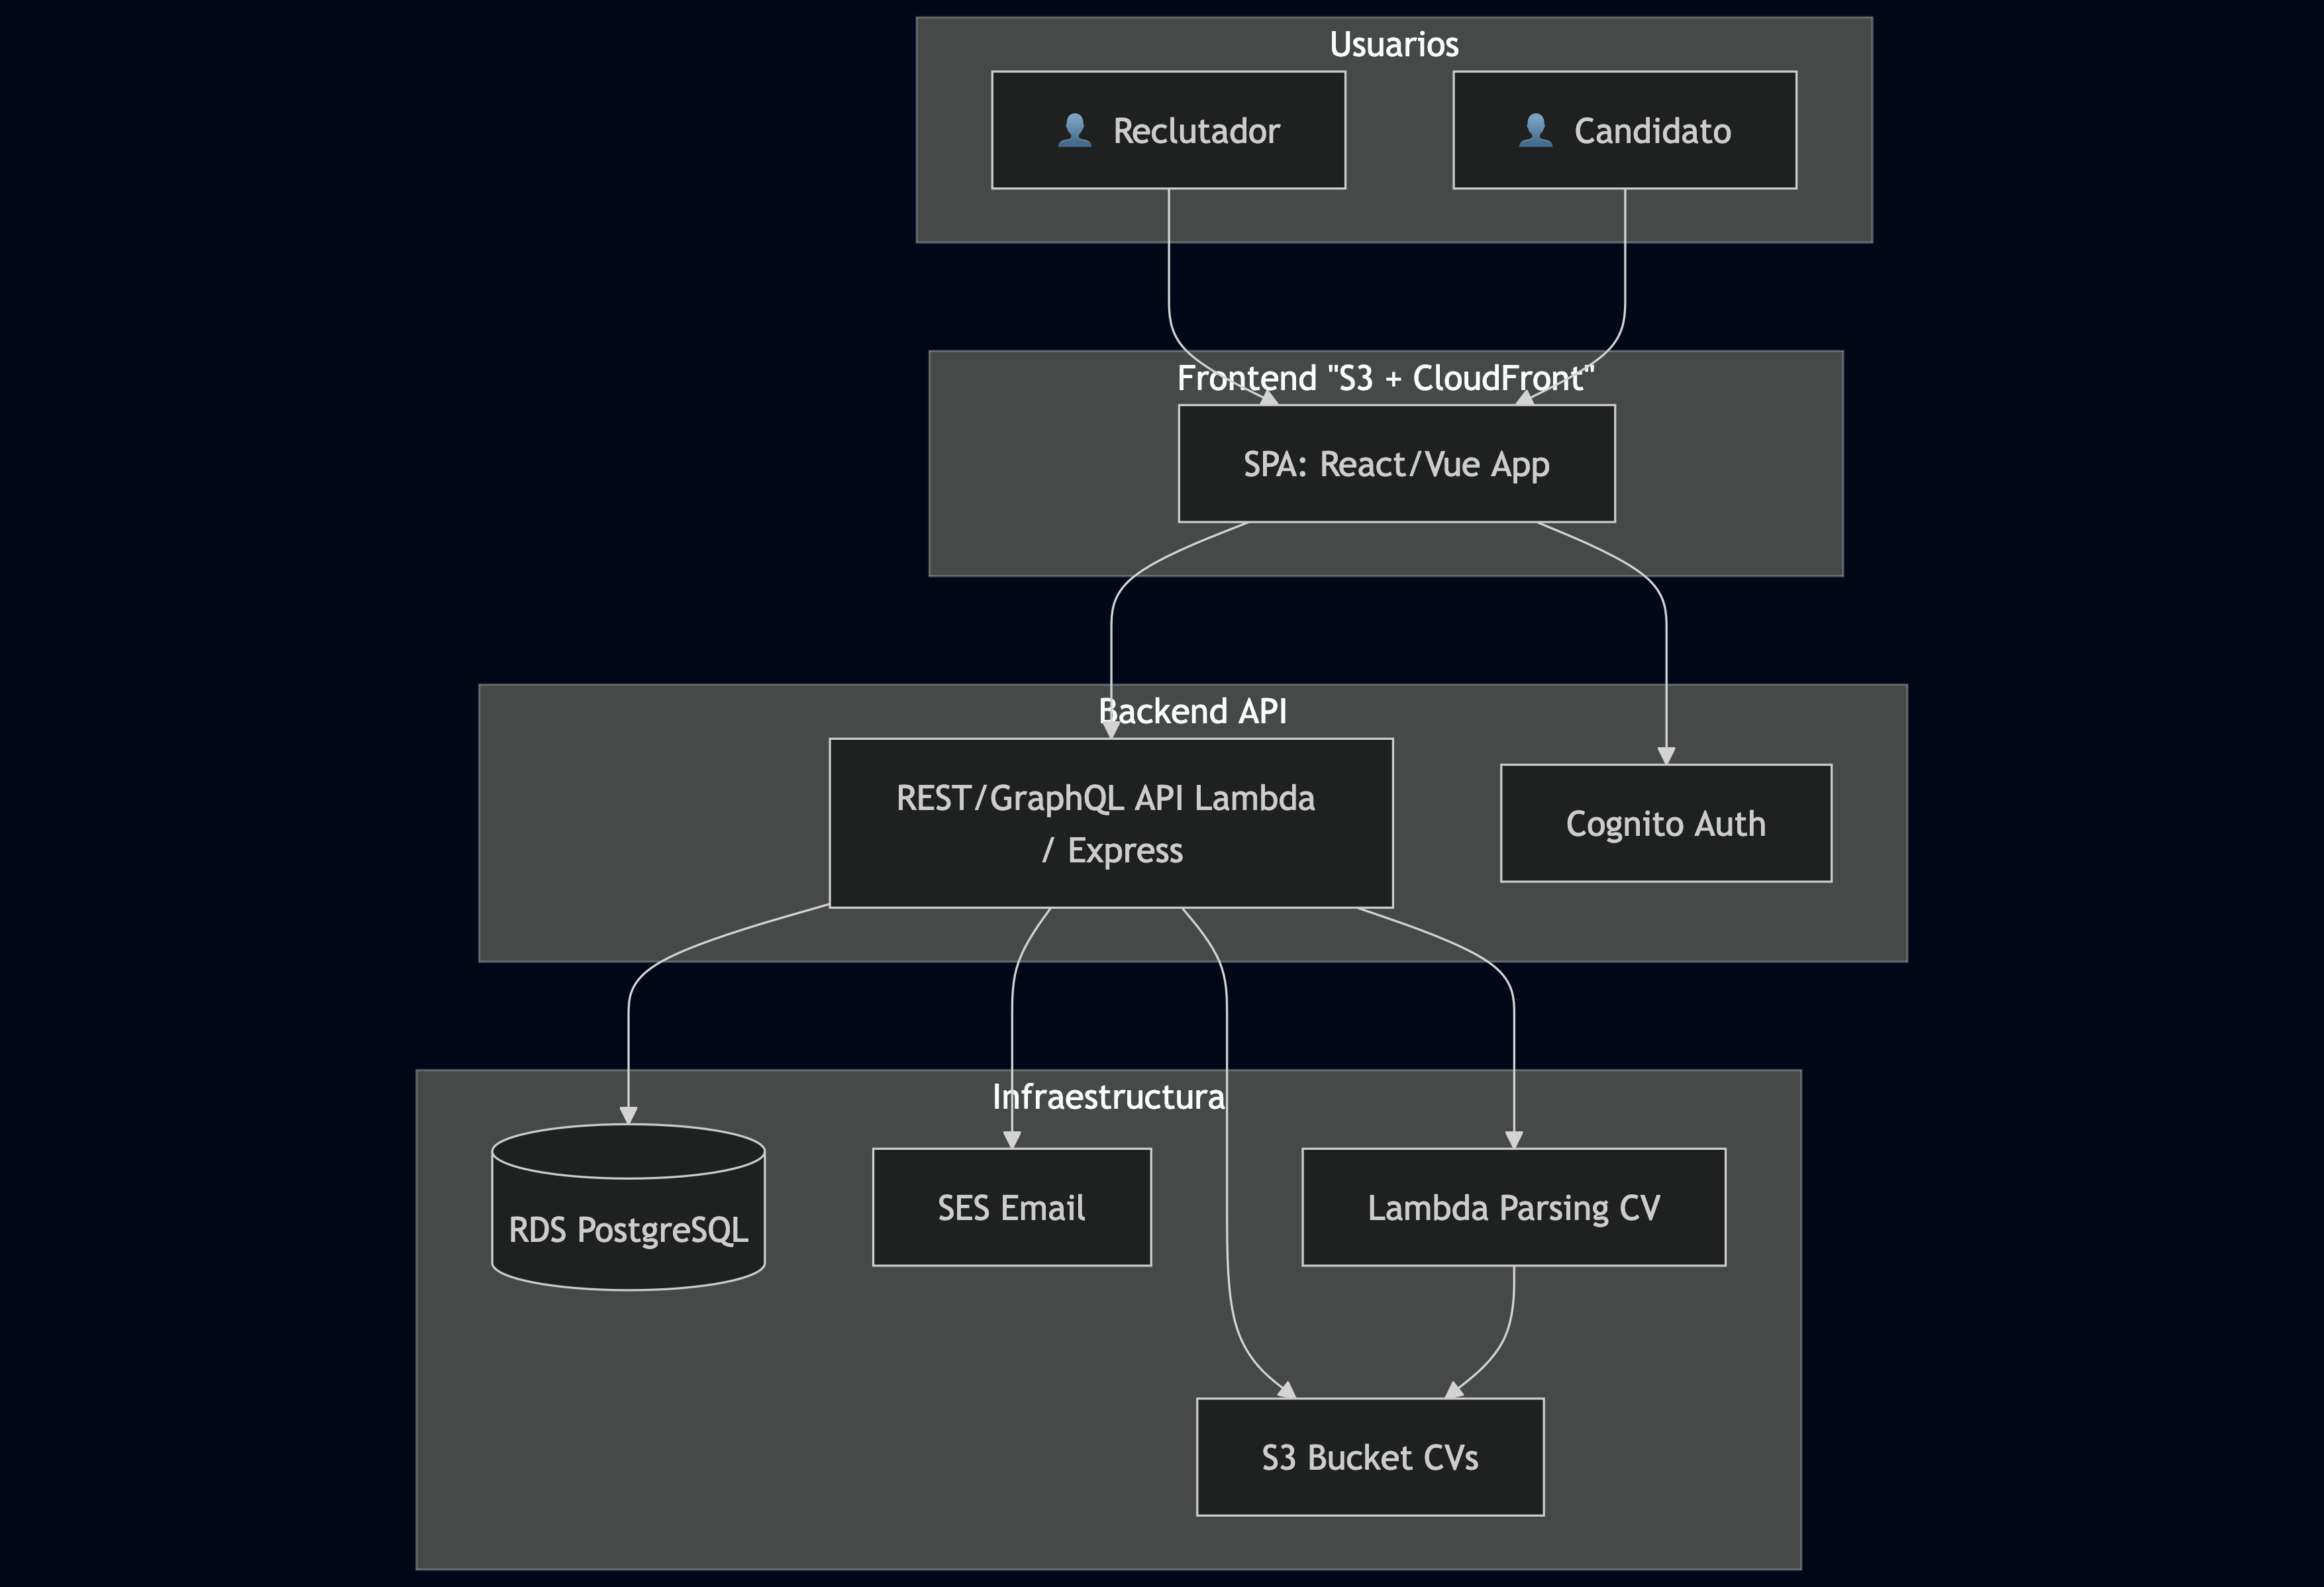 Usuarios
Reclutador
Candidato
Frontend "S3 + CloudFront"
SPA: React/Vue App
Backend API
REST/GraphQL API Lambda
/ Express
Cognito Auth
Infraestructura
RDS PostgreSQL
SES Email
Lambda Parsing CV
S3 Bucket CVs